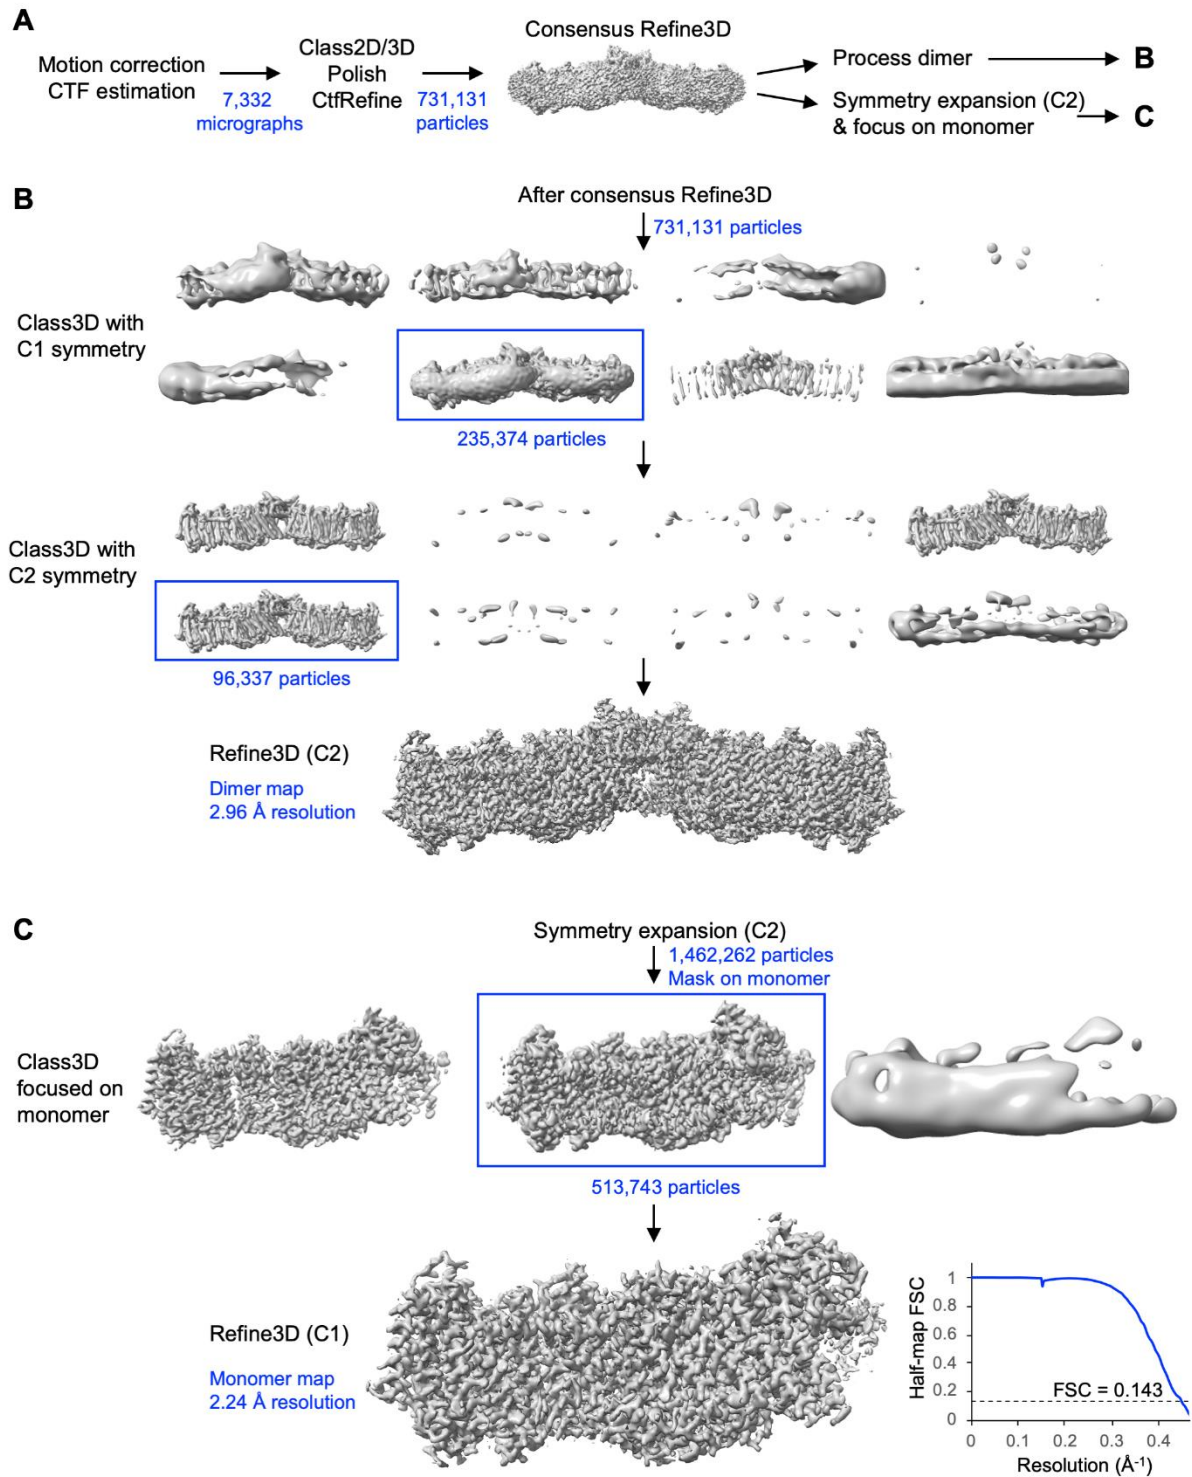 A
Motion correction
CTF estimation
7,332
micrographs
Class2D/3D
Polish
CtfRefine
731,131
particles
Consensus Refine3D
Process dimer
B
Symmetry expansion (C2)
& focus on monomer
C
B
After consensus Refine3D
731,131 particles
Class3D with
C1 symmetry
235,374 particles
Class3D with
C2 symmetry
96,337 particles
Refine3D (C2)
Dimer map
2.96 Å resolution
C
Symmetry expansion (C2)
1,462,262 particles
Mask on monomer
Class3D
focused on
monomer
513,743 particles
Refine3D (C1)
Monomer map
2.24 Å resolution
Half-map FSC
1
0.8
0.6
0.4
0.2
0
FSC = 0.143
0 0.1 0.2 0.3 0.4
Resolution (Å⁻¹)